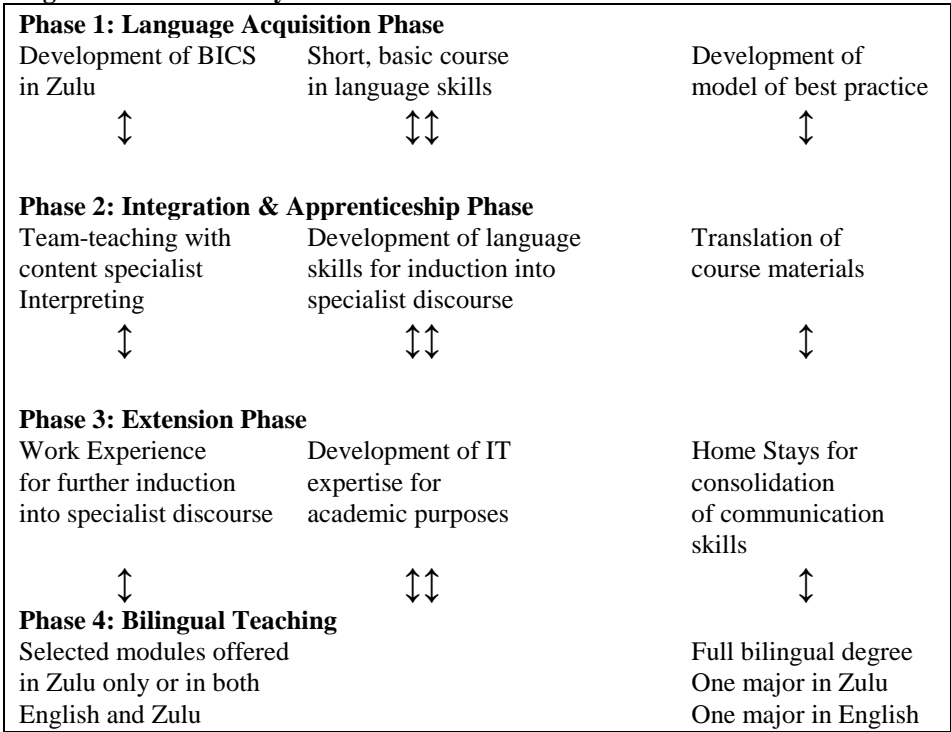 Phase 1: Language Acquisition Phase
Development of BICS
in Zulu
Short, basic course
in language skills
Development of
model of best practice
Phase 2: Integration & Apprenticeship Phase
Team-teaching with
content specialist
Interpreting
Development of language
skills for induction into
specialist discourse
Translation of
course materials
Phase 3: Extension Phase
Work Experience
for further induction
into specialist discourse
Development of IT
expertise for
academic purposes
Home Stays for
consolidation
of communication
skills
Phase 4: Bilingual Teaching
Selected modules offered
in Zulu only or in both
English and Zulu
Full bilingual degree
One major in Zulu
One major in English